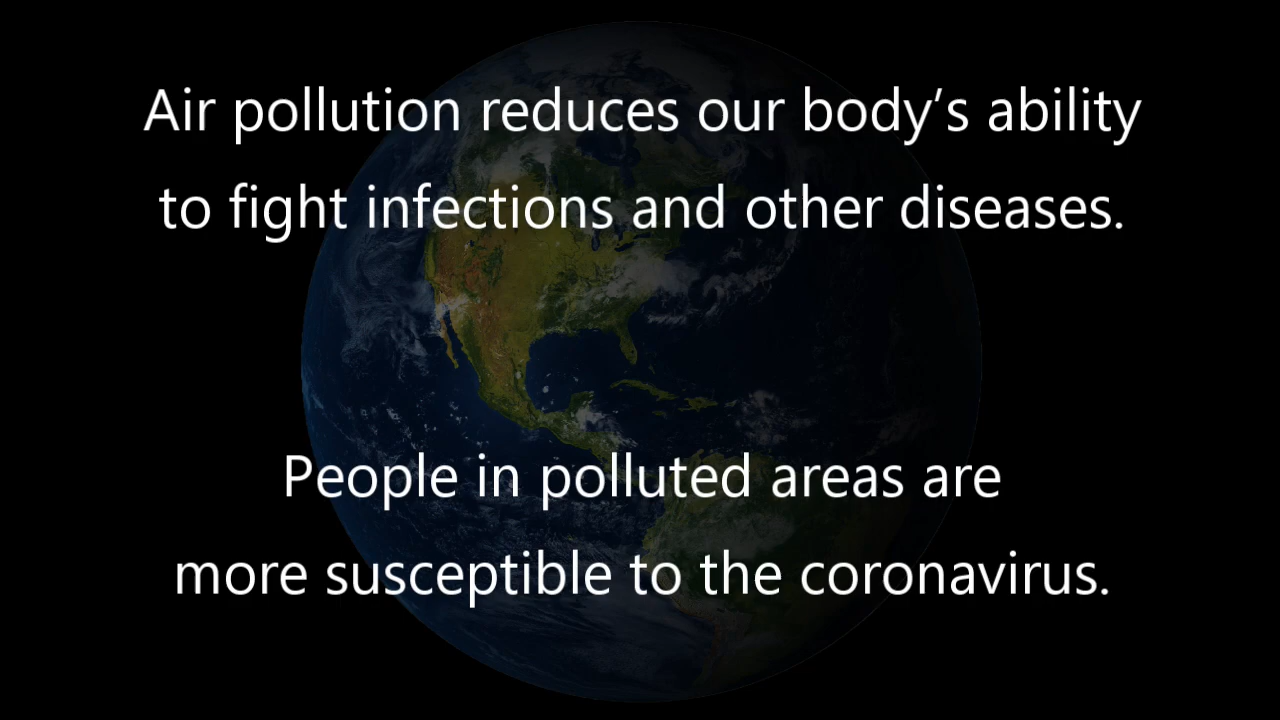 Air pollution reduces our body’s ability
to fight infections and other diseases.
People in polluted areas are
more susceptible to the coronavirus.